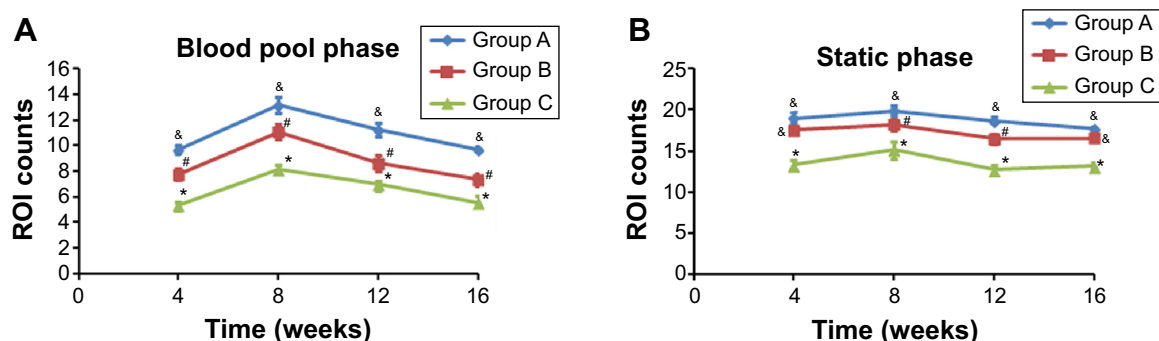 A
Blood pool phase
Group A
Group B
Group C
ROI counts
16
14
12
10
8
6
4
2
0
& & & &
# # # #
* * * *
0 4 8 12 16
Time (weeks)
B
Static phase
Group A
Group B
Group C
ROI counts
25
20
15
10
5
0
& & & &
& # # &
* * * *
0 4 8 12 16
Time (weeks)